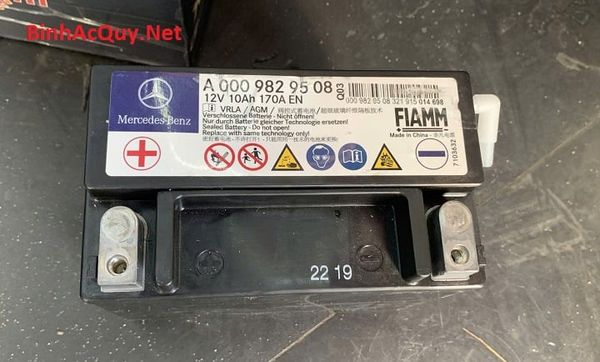 BinhAcQuy.Net
A 000 982 95 08
Q03
000 982 05 08 321 915 014 698
12V 10Ah 170A EN
VRLA / AGM /
Verschlossene Batterie - Nicht öffnen!
Nur durch Batterie gleicher Technologie ersetzen.
Sealed Battery - Do not open!
Replace with same technology only!
Mercedes-Benz
FIAMM
Made in China
7103632
22 19